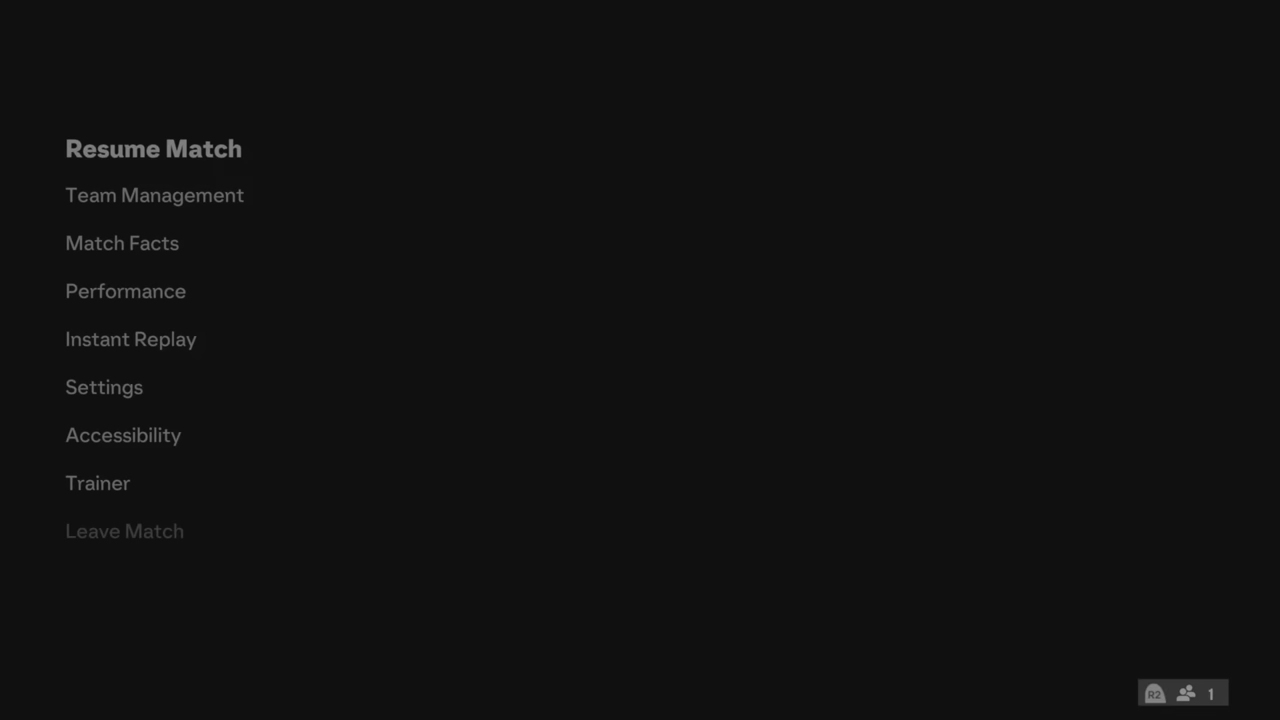 Resume Match
Team Management
Match Facts
Performance
Instant Replay
Settings
Accessibility
Trainer
Leave Match
R2 1